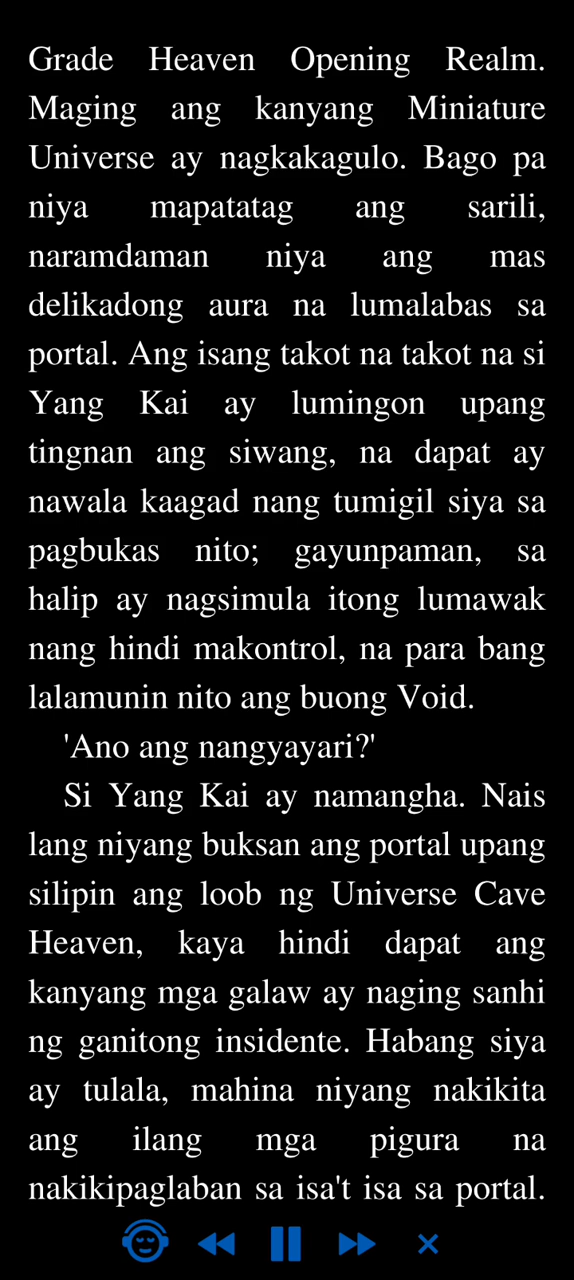 Grade Heaven Opening Realm.
Maging ang kanyang Miniature
Universe ay nagkakagulo. Bago pa
niya mapatatag ang sarili,
naramdaman niya ang mas
delikadong aura na lumalabas sa
portal. Ang isang takot na takot na si
Yang Kai ay lumingon upang
tingnan ang siwang, na dapat ay
nawala kaagad nang tumigil siya sa
pagbukas nito; gayunpaman, sa
halip ay nagsimula itong lumawak
nang hindi makontrol, na para bang
lalamunin nito ang buong Void.
'Ano ang nangyayari?'
Si Yang Kai ay namangha. Nais
lang niyang buksan ang portal upang
silipin ang loob ng Universe Cave
Heaven, kaya hindi dapat ang
kanyang mga galaw ay naging sanhi
ng ganitong insidente. Habang siya
ay tulala, mahina niyang nakikita
ang ilang mga pigura na
nakikipaglaban sa isa't isa sa portal.